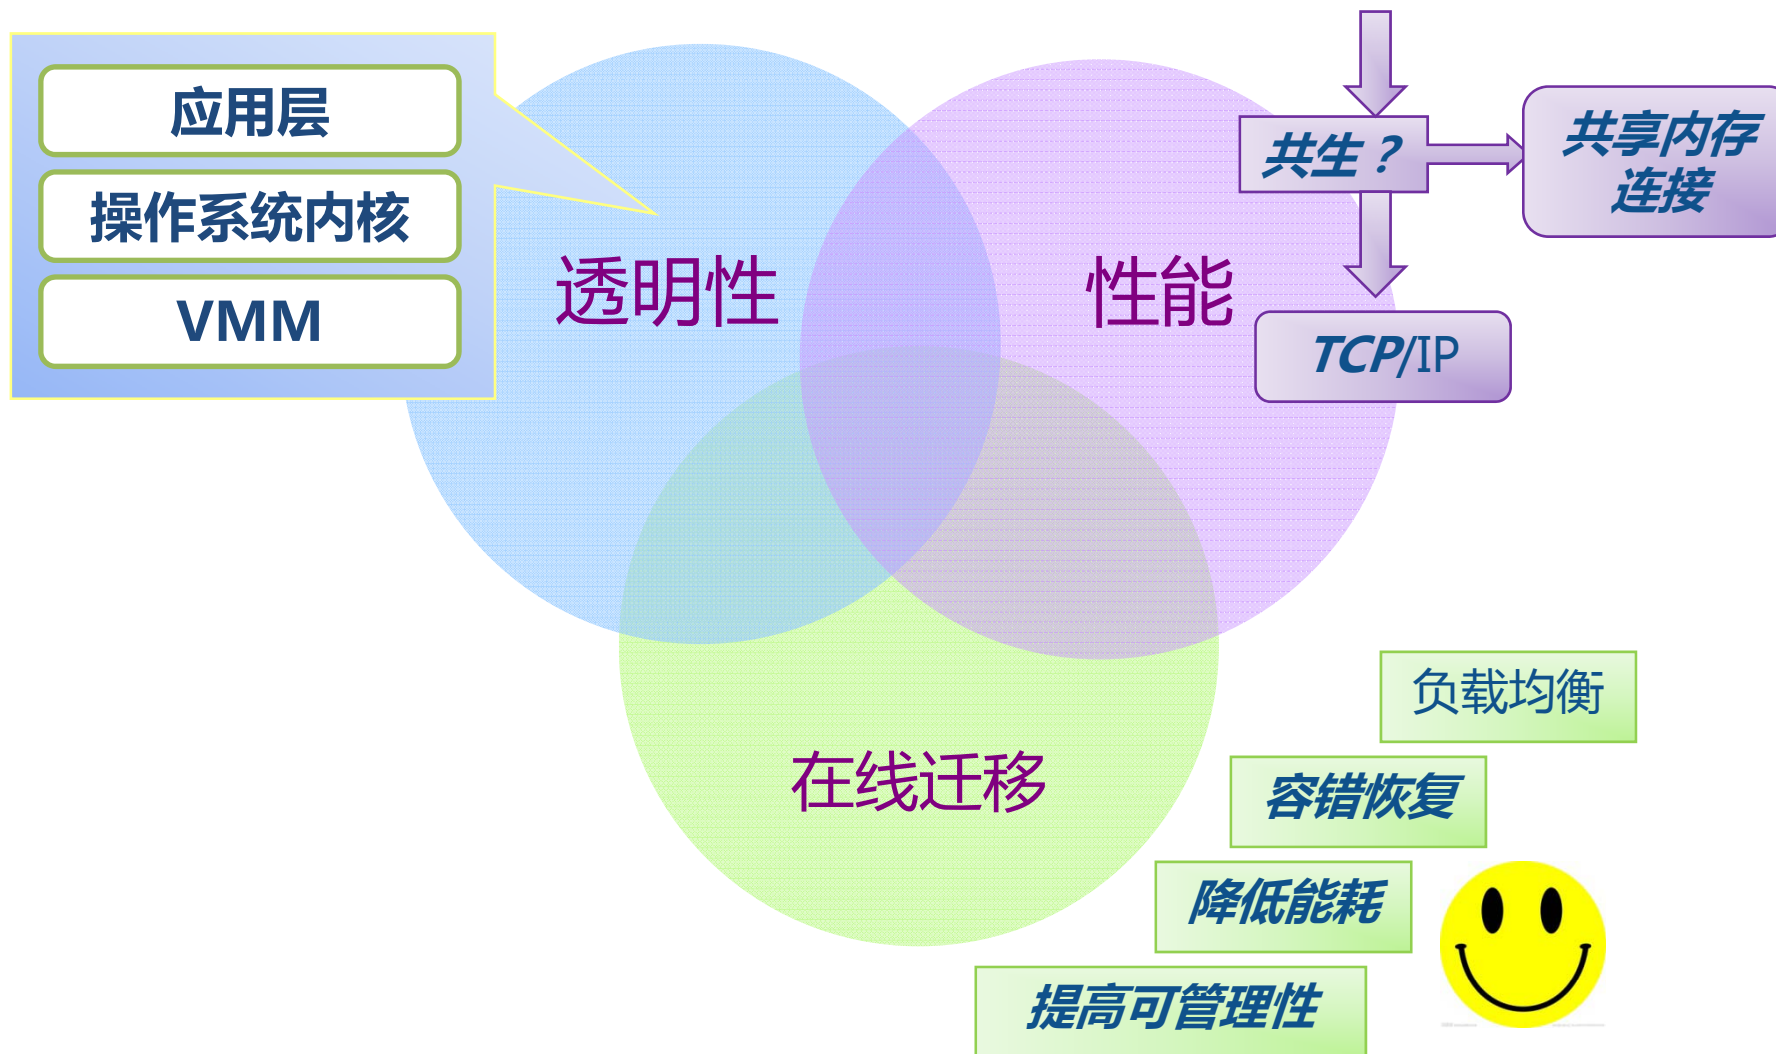 应用层
操作系统内核
VMM
透明性
性能
共生？
共享内存
连接
TCP/IP
在线迁移
负载均衡
容错恢复
降低能耗
提高可管理性